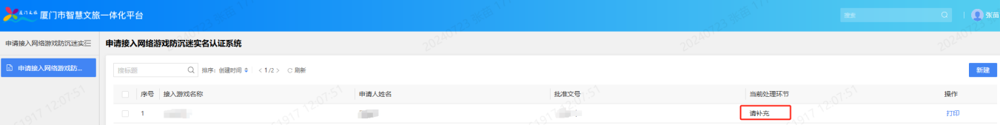 厦门文旅 厦门市智慧文旅一体化平台
搜索
张苗
申请接入网络游戏防沉迷实
申请接入网络游戏防沉迷实名认证系统
申请接入网络游戏防...
搜标题
排序: 创建时间
< 1/2 >
刷新
新建
序号 接入游戏名称 申请人姓名 批准文号 当前处理环节 操作
1 请补充 打印